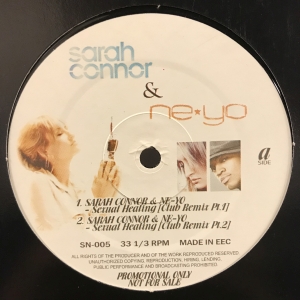 sarah
connor
&
ne★yo
a
SIDE
1. SARAH CONNOR & NE-YO
- Sexual Healing [Club Remix Pt.1]
2. SARAH CONNOR & NE-YO
- Sexual Healing [Club Remix Pt.2]
SN-005 33 1/3 RPM MADE IN EEC
ALL RIGHTS OF THE PRODUCER AND OF THE WORK REPRODUCED RESERVED
UNAUTHORISED COPYING, REPRODUCTION, HIRING, LENDING,
PUBLIC PERFORMANCE AND BROADCASTING PROHIBITED.
PROMOTIONAL ONLY
NOT FOR SALE